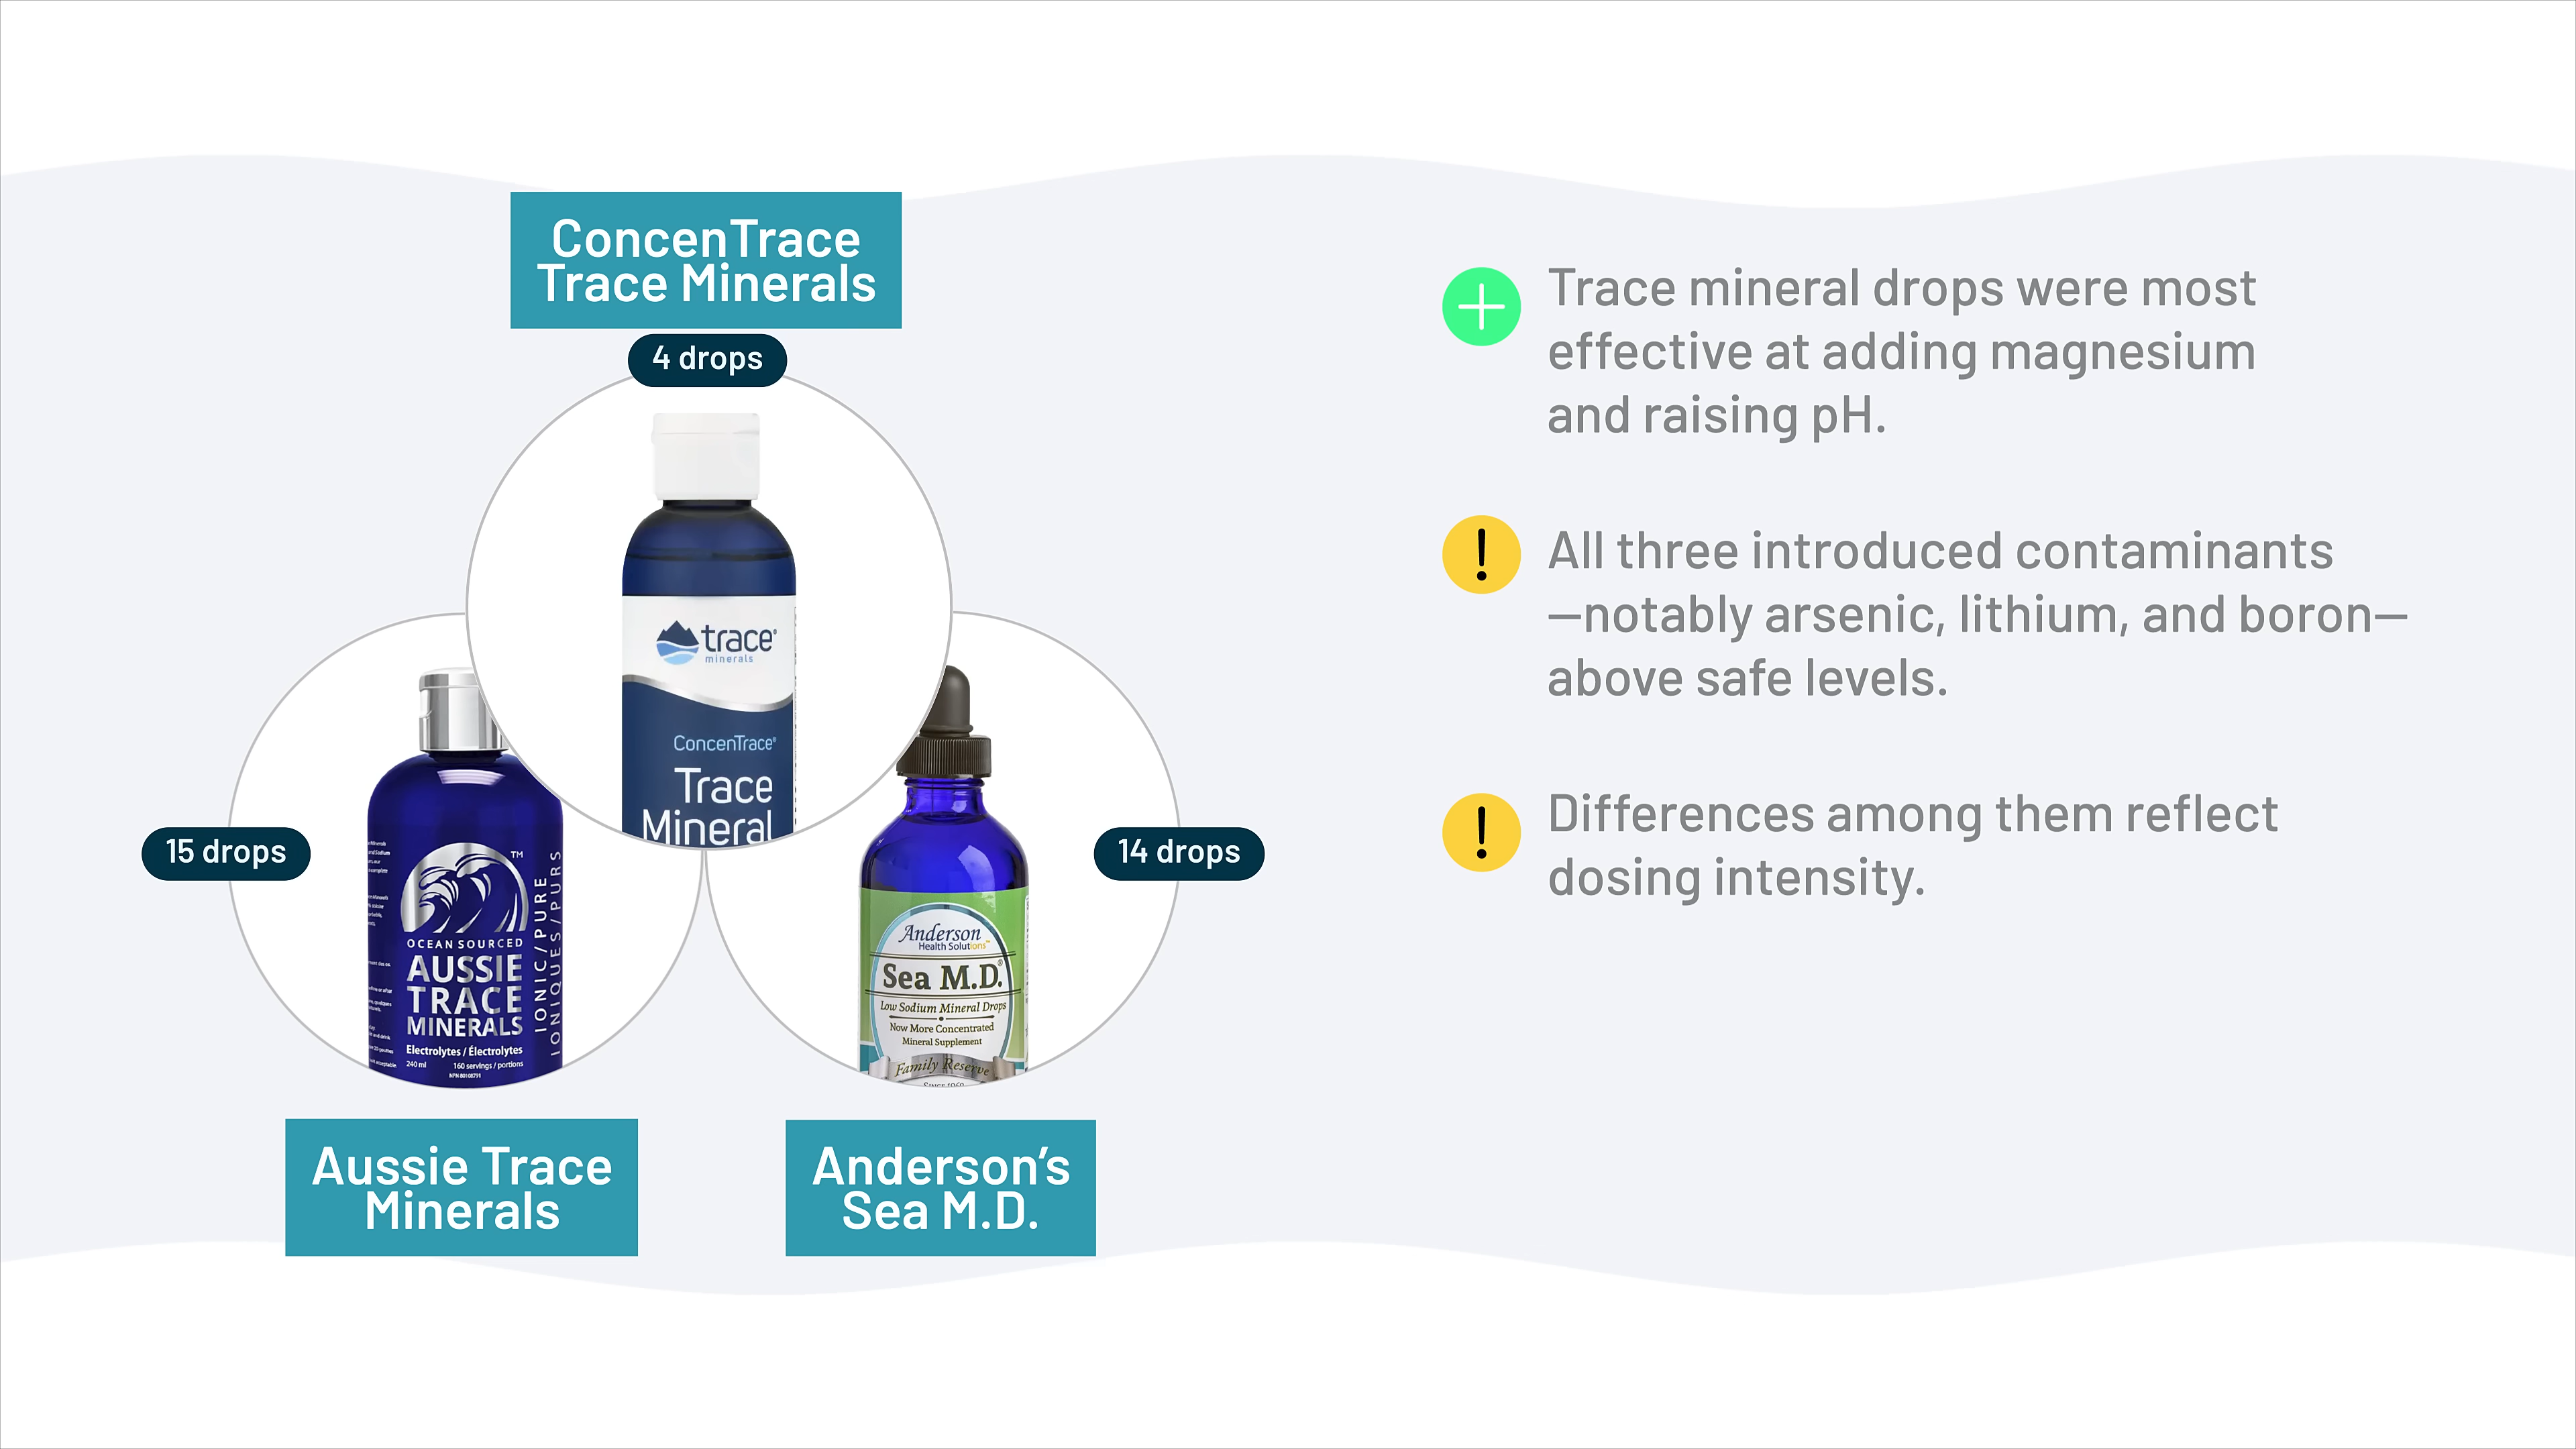 ConcenTrace
Trace Minerals
4 drops
trace
minerals
ConcenTrace®
Trace
Mineral
15 drops
™
OCEAN SOURCED
AUSSIE
TRACE
MINERALS
IONIC/PURE
IONIQUES/PURS
Electrolytes / Électrolytes
240 ml 160 servings / portions
Aussie Trace
Minerals
14 drops
Anderson
Health Solutions™
Sea M.D.®
Low Sodium Mineral Drops
Now More Concentrated
Mineral Supplement
Family Reserve
Anderson's
Sea M.D.
Trace mineral drops were most
effective at adding magnesium
and raising pH.
All three introduced contaminants
—notably arsenic, lithium, and boron—
above safe levels.
Differences among them reflect
dosing intensity.